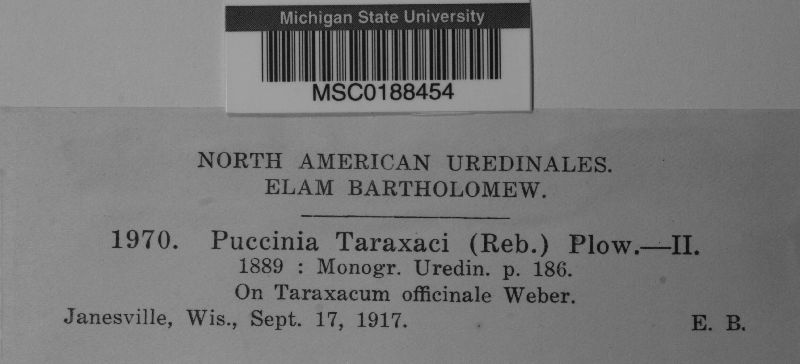 Michigan State University
MSC0188454
NORTH AMERICAN UREDINALES.
ELAM BARTHOLOMEW.
1970. Puccinia Taraxaci (Reb.) Plow.—II.
1889 : Monogr. Uredin. p. 186.
On Taraxacum officinale Weber.
Janesville, Wis., Sept. 17, 1917. E. B.